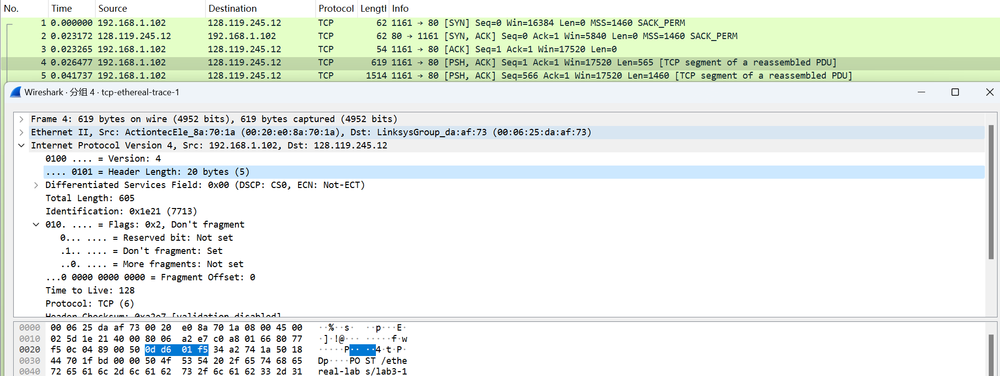 No. Time Source Destination Protocol Length Info
1 0.000000 192.168.1.102 128.119.245.12 TCP 62 1161 → 80 [SYN] Seq=0 Win=16384 Len=0 MSS=1460 SACK_PERM
2 0.023172 128.119.245.12 192.168.1.102 TCP 62 80 → 1161 [SYN, ACK] Seq=0 Ack=1 Win=5840 Len=0 MSS=1460 SACK_PERM
3 0.023265 192.168.1.102 128.119.245.12 TCP 54 1161 → 80 [ACK] Seq=1 Ack=1 Win=17520 Len=0
4 0.026477 192.168.1.102 128.119.245.12 TCP 619 1161 → 80 [PSH, ACK] Seq=1 Ack=1 Win=17520 Len=565 [TCP segment of a reassembled PDU]
5 0.041737 192.168.1.102 128.119.245.12 TCP 1514 1161 → 80 [PSH, ACK] Seq=566 Ack=1 Win=17520 Len=1460 [TCP segment of a reassembled PDU]
Wireshark · 分组 4 · tcp-ethereal-trace-1
Frame 4: 619 bytes on wire (4952 bits), 619 bytes captured (4952 bits)
Ethernet II, Src: ActiontecEle_8a:70:1a (00:20:e0:8a:70:1a), Dst: LinksysGroup_da:af:73 (00:06:25:da:af:73)
Internet Protocol Version 4, Src: 192.168.1.102, Dst: 128.119.245.12
0100 .... = Version: 4
.... 0101 = Header Length: 20 bytes (5)
Differentiated Services Field: 0x00 (DSCP: CS0, ECN: Not-ECT)
Total Length: 605
Identification: 0x1e21 (7713)
010. .... = Flags: 0x2, Don't fragment
0... .... = Reserved bit: Not set
.1.. .... = Don't fragment: Set
..0. .... = More fragments: Not set
...0 0000 0000 0000 = Fragment Offset: 0
Time to Live: 128
Protocol: TCP (6)
Header Checksum: 0xa2e7 [validation disabled]
0000 00 06 25 da af 73 00 20 e0 8a 70 1a 08 00 45 00 ··%··s· ··p···E·
0010 02 5d 1e 21 40 00 80 06 a2 e7 c0 a8 01 66 80 77 ·]·!@··· ·····f·w
0020 f5 0c 04 89 00 50 0d d6 01 f5 34 a2 74 1a 50 18 ·····P·· ··4·t·P·
0030 44 70 1f bd 00 00 50 4f 53 54 20 2f 65 74 68 65 Dp····PO ST /ethe
0040 72 65 61 6c 2d 6c 61 62 73 2f 6c 61 62 33 2d 31 real-lab s/lab3-1